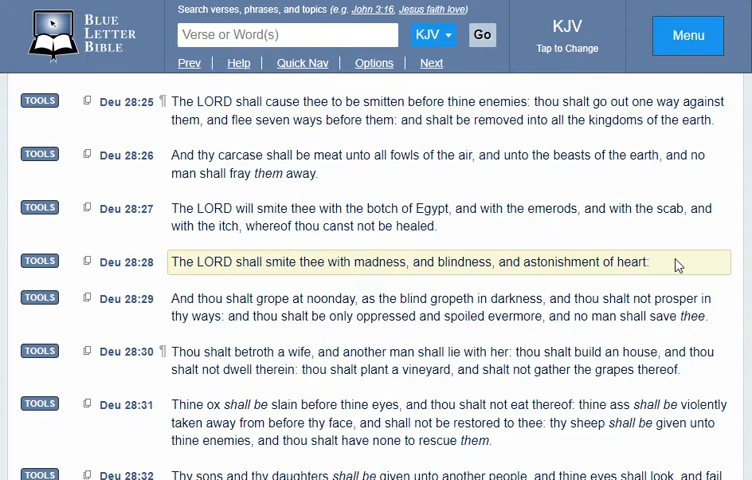 BLUE
LETTER
BIBLE
Search verses, phrases, and topics (e.g. John 3:16, Jesus faith love)
Verse or Word(s)
KJV
Go
Prev | Help | Quick Nav | Options | Next
KJV
Tap to Change
Menu
TOOLS Deu 28:25 ¶ The LORD shall cause thee to be smitten before thine enemies: thou shalt go out one way against
them, and flee seven ways before them: and shalt be removed into all the kingdoms of the earth.
TOOLS Deu 28:26 And thy carcase shall be meat unto all fowls of the air, and unto the beasts of the earth, and no
man shall fray them away.
TOOLS Deu 28:27 The LORD will smite thee with the botch of Egypt, and with the emerods, and with the scab, and
with the itch, whereof thou canst not be healed.
TOOLS Deu 28:28 The LORD shall smite thee with madness, and blindness, and astonishment of heart:
TOOLS Deu 28:29 And thou shalt grope at noonday, as the blind gropeth in darkness, and thou shalt not prosper in
thy ways: and thou shalt be only oppressed and spoiled evermore, and no man shall save thee.
TOOLS Deu 28:30 ¶ Thou shalt betroth a wife, and another man shall lie with her: thou shalt build an house, and thou
shalt not dwell therein: thou shalt plant a vineyard, and shalt not gather the grapes thereof.
TOOLS Deu 28:31 Thine ox shall be slain before thine eyes, and thou shalt not eat thereof: thine ass shall be violently
taken away from before thy face, and shall not be restored to thee: thy sheep shall be given unto
thine enemies, and thou shalt have none to rescue them.
TOOLS Deu 28:32 Thy sons and thy daughters shall be given unto another people, and thine eyes shall look, and fail